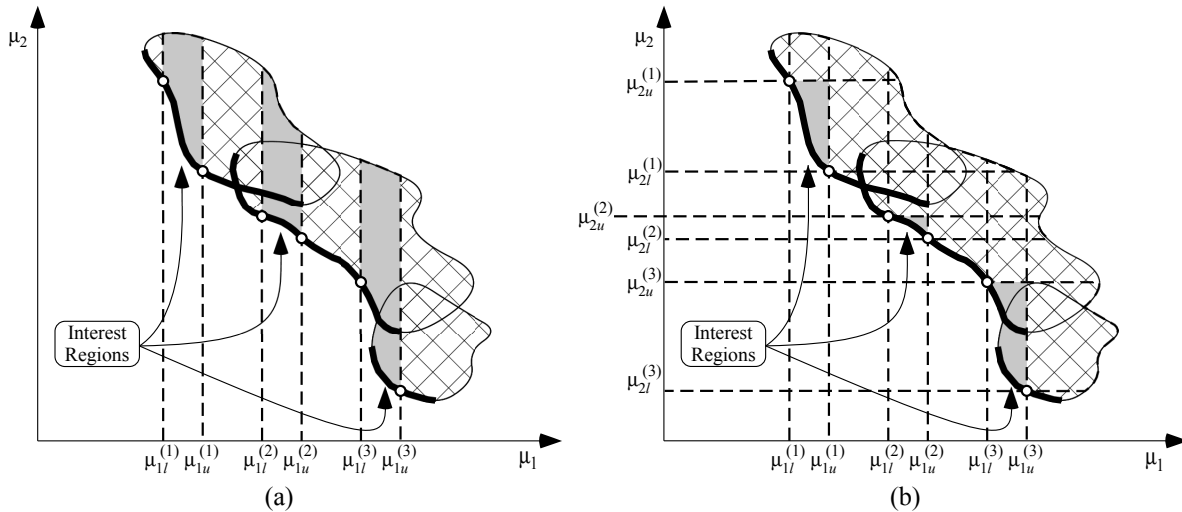 μ₂
Interest
Regions
μ₁ₗ⁽¹⁾ μ₁ᵤ⁽¹⁾ μ₁ₗ⁽²⁾ μ₁ᵤ⁽²⁾ μ₁ₗ⁽³⁾ μ₁ᵤ⁽³⁾ μ₁
(a)
μ₂
μ₂ᵤ⁽¹⁾
μ₂ₗ⁽¹⁾
μ₂ᵤ⁽²⁾
μ₂ₗ⁽²⁾
μ₂ᵤ⁽³⁾
Interest
Regions
μ₂ₗ⁽³⁾
μ₁ₗ⁽¹⁾ μ₁ᵤ⁽¹⁾ μ₁ₗ⁽²⁾ μ₁ᵤ⁽²⁾ μ₁ₗ⁽³⁾ μ₁ᵤ⁽³⁾ μ₁
(b)